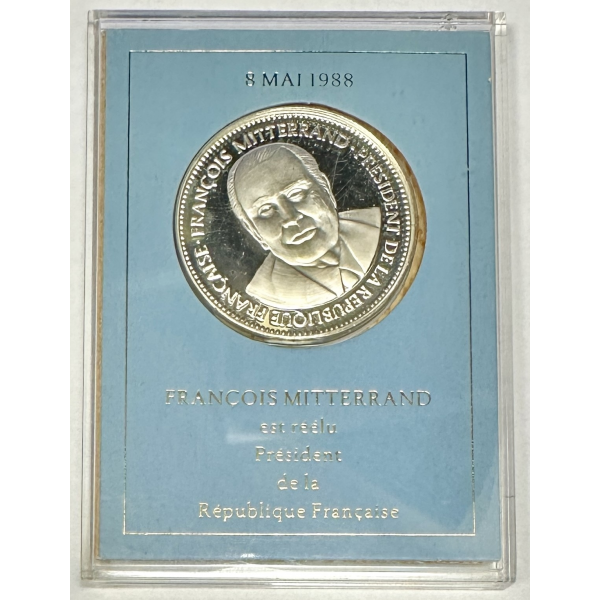 8 MAI 1988
FRANÇOIS MITTERRAND · PRÉSIDENT · DE · LA RÉPUBLIQUE FRANÇAISE ·
FRANÇOIS MITTERRAND
est réélu
Président
de la
République Française